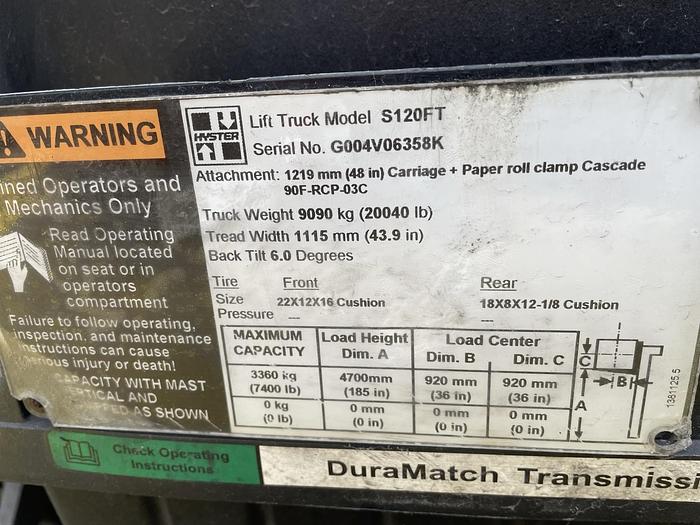 WARNING
ined Operators and
Mechanics Only
Read Operating
Manual located
on seat or in
operators
compartment
Failure to follow operating,
inspection, and maintenance
instructions can cause
serious injury or death!
CAPACITY WITH MAST
VERTICAL AND
AS SHOWN
HYSTER
Lift Truck Model S120FT
Serial No. G004V06358K
Attachment: 1219 mm (48 in) Carriage + Paper roll clamp Cascade
90F-RCP-03C
Truck Weight 9090 kg (20040 lb)
Tread Width 1115 mm (43.9 in)
Back Tilt 6.0 Degrees
Tire Front Rear
Size 22X12X16 Cushion 18X8X12-1/8 Cushion
Pressure --- ---
MAXIMUM CAPACITY Load Height Dim. A Load Center Dim. B Dim. C
3360 kg (7400 lb) 4700mm (185 in) 920 mm (36 in) 920 mm (36 in)
0 kg (0 lb) 0 mm (0 in) 0 mm (0 in) 0 mm (0 in)
C
B
A
1381125.5
Check Operating
Instructions
DuraMatch Transmissi